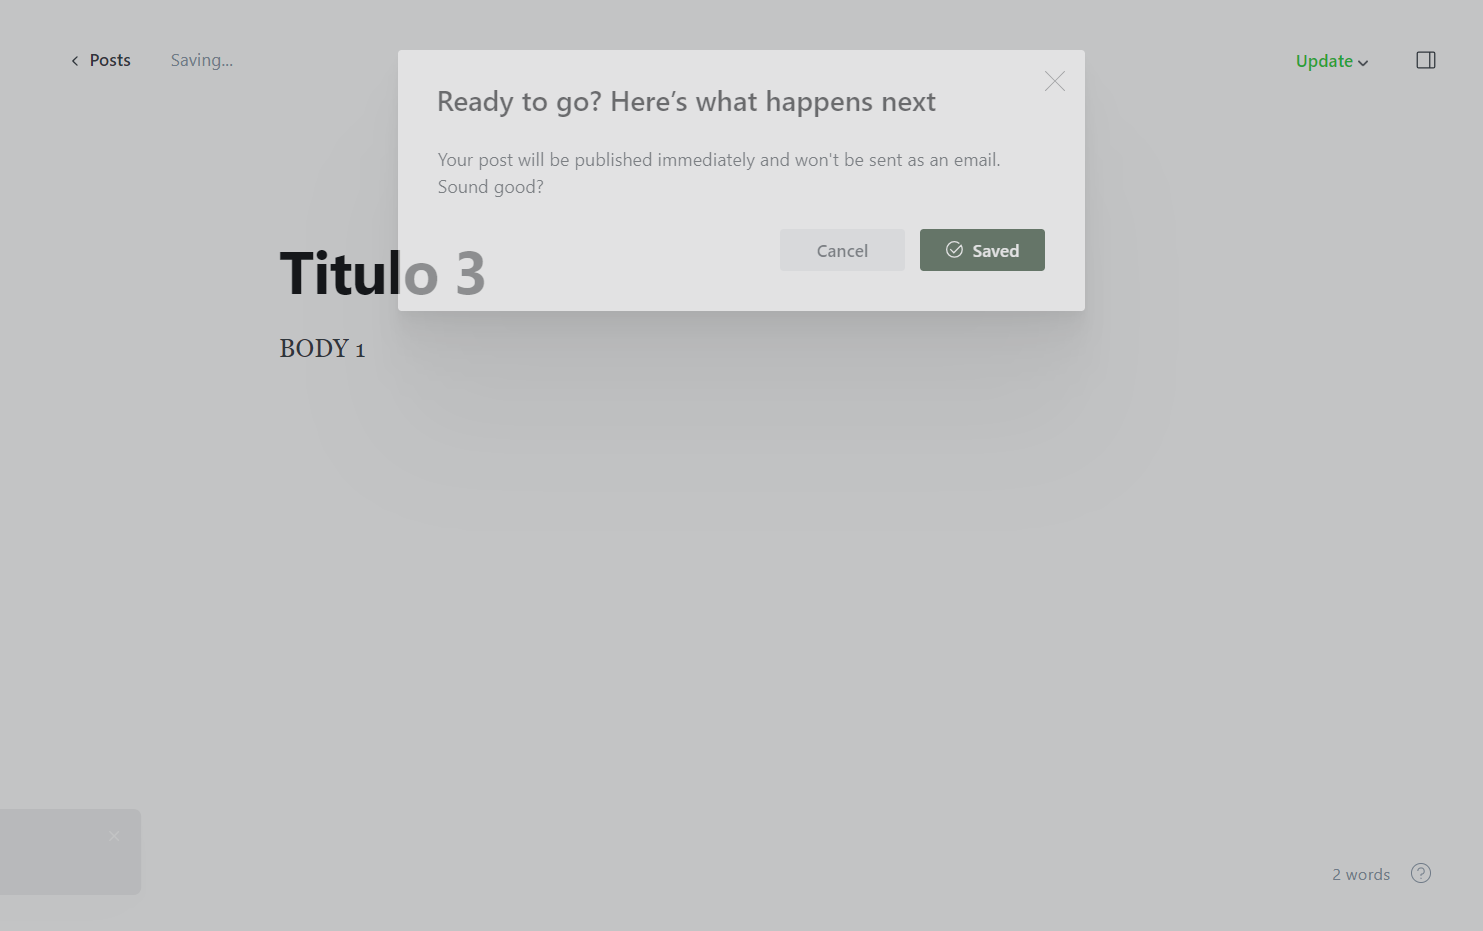 Posts
Saving...
Update
Ready to go? Here’s what happens next
Your post will be published immediately and won't be sent as an email.
Sound good?
Cancel
Saved
Titulo 3
BODY 1
2 words
?